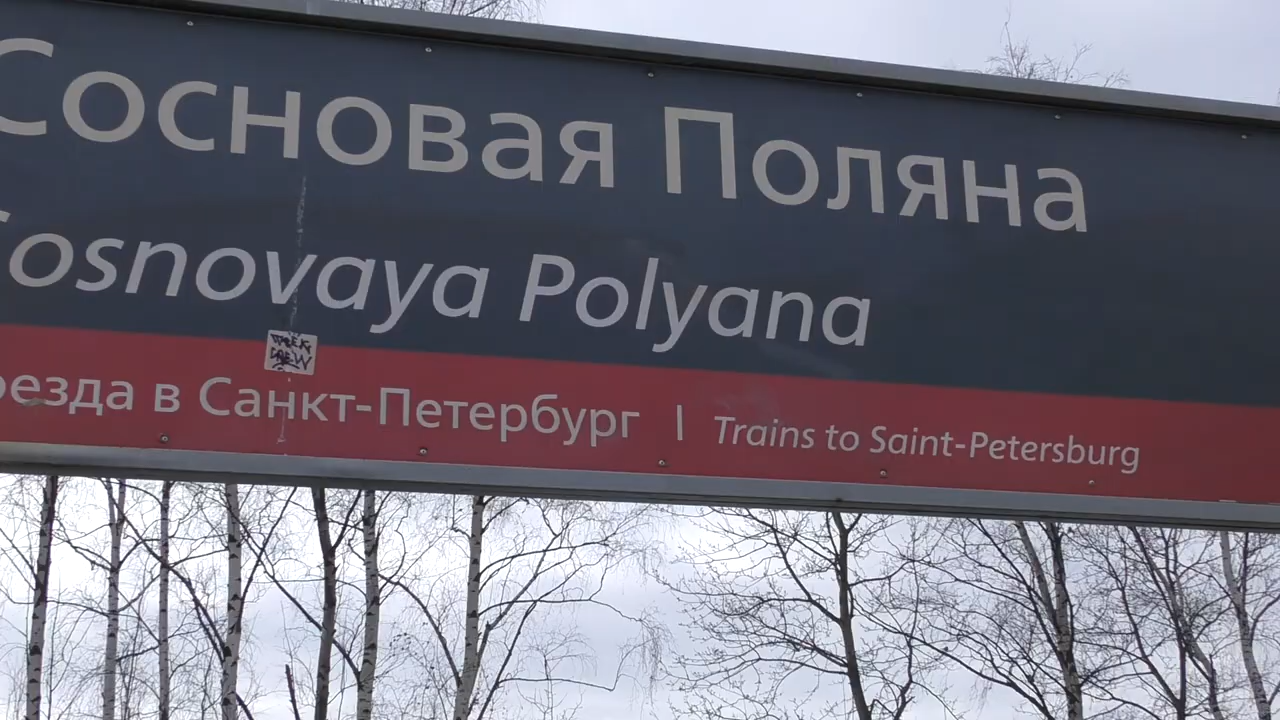 Сосновая Поляна
Sosnovaya Polyana
оезда в Санкт-Петербург | Trains to Saint-Petersburg